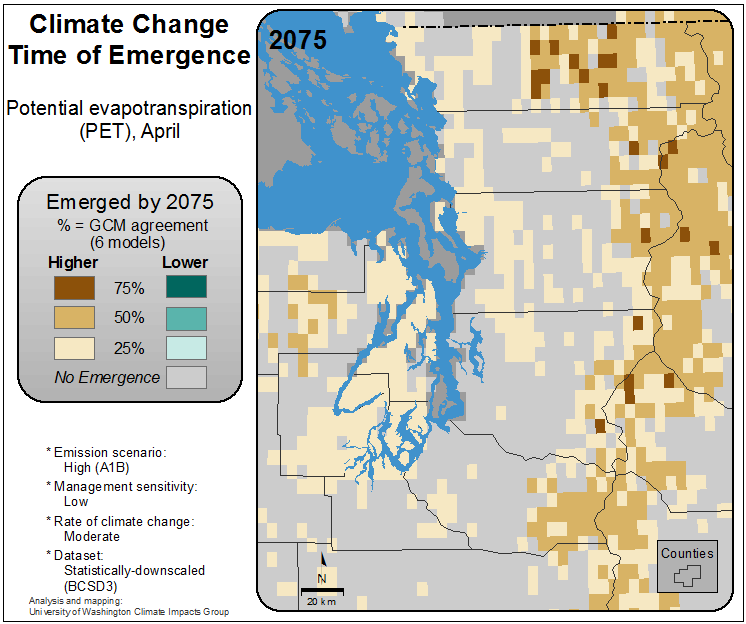 Climate Change
Time of Emergence
Potential evapotranspiration
(PET), April
Emerged by 2075
% = GCM agreement
(6 models)
Higher
Lower
75%
50%
25%
No Emergence
* Emission scenario:
High (A1B)
* Management sensitivity:
Low
* Rate of climate change:
Moderate
* Dataset:
Statistically-downscaled
(BCSD3)
Analysis and mapping:
University of Washington Climate Impacts Group
2075
N
20 km
Counties